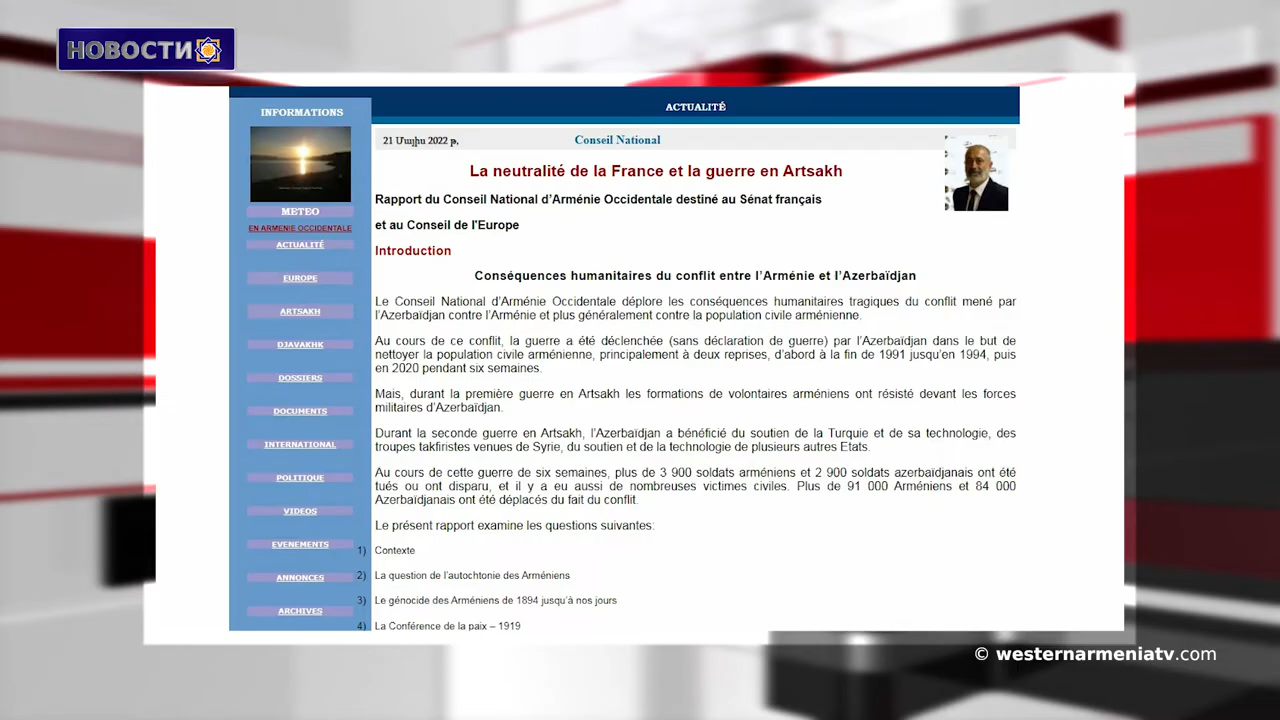 НОВОСТИ
INFORMATIONS
METEO
EN ARMENIE OCCIDENTALE
ACTUALITÉ
EUROPE
ARTSAKH
DJAVAKHK
DOSSIERS
DOCUMENTS
INTERNATIONAL
POLITIQUE
VIDEOS
EVENEMENTS
ANNONCES
ARCHIVES
ACTUALITÉ
21 Մայիս 2022 թ, Conseil National
La neutralité de la France et la guerre en Artsakh
Rapport du Conseil National d’Arménie Occidentale destiné au Sénat français
et au Conseil de l'Europe
Introduction
Conséquences humanitaires du conflit entre l’Arménie et l’Azerbaïdjan
Le Conseil National d’Arménie Occidentale déplore les conséquences humanitaires tragiques du conflit mené par
l’Azerbaïdjan contre l’Arménie et plus généralement contre la population civile arménienne.
Au cours de ce conflit, la guerre a été déclenchée (sans déclaration de guerre) par l’Azerbaïdjan dans le but de
nettoyer la population civile arménienne, principalement à deux reprises, d’abord à la fin de 1991 jusqu’en 1994, puis
en 2020 pendant six semaines.
Mais, durant la première guerre en Artsakh les formations de volontaires arméniens ont résisté devant les forces
militaires d’Azerbaïdjan.
Durant la seconde guerre en Artsakh, l’Azerbaïdjan a bénéficié du soutien de la Turquie et de sa technologie, des
troupes takfiristes venues de Syrie, du soutien et de la technologie de plusieurs autres Etats.
Au cours de cette guerre de six semaines, plus de 3 900 soldats arméniens et 2 900 soldats azerbaïdjanais ont été
tués ou ont disparu, et il y a eu aussi de nombreuses victimes civiles. Plus de 91 000 Arméniens et 84 000
Azerbaïdjanais ont été déplacés du fait du conflit.
Le présent rapport examine les questions suivantes:
1) Contexte
2) La question de l’autochtonie des Arméniens
3) Le génocide des Arméniens de 1894 jusqu’à nos jours
4) La Conférence de la paix – 1919
© westernarmeniatv.com